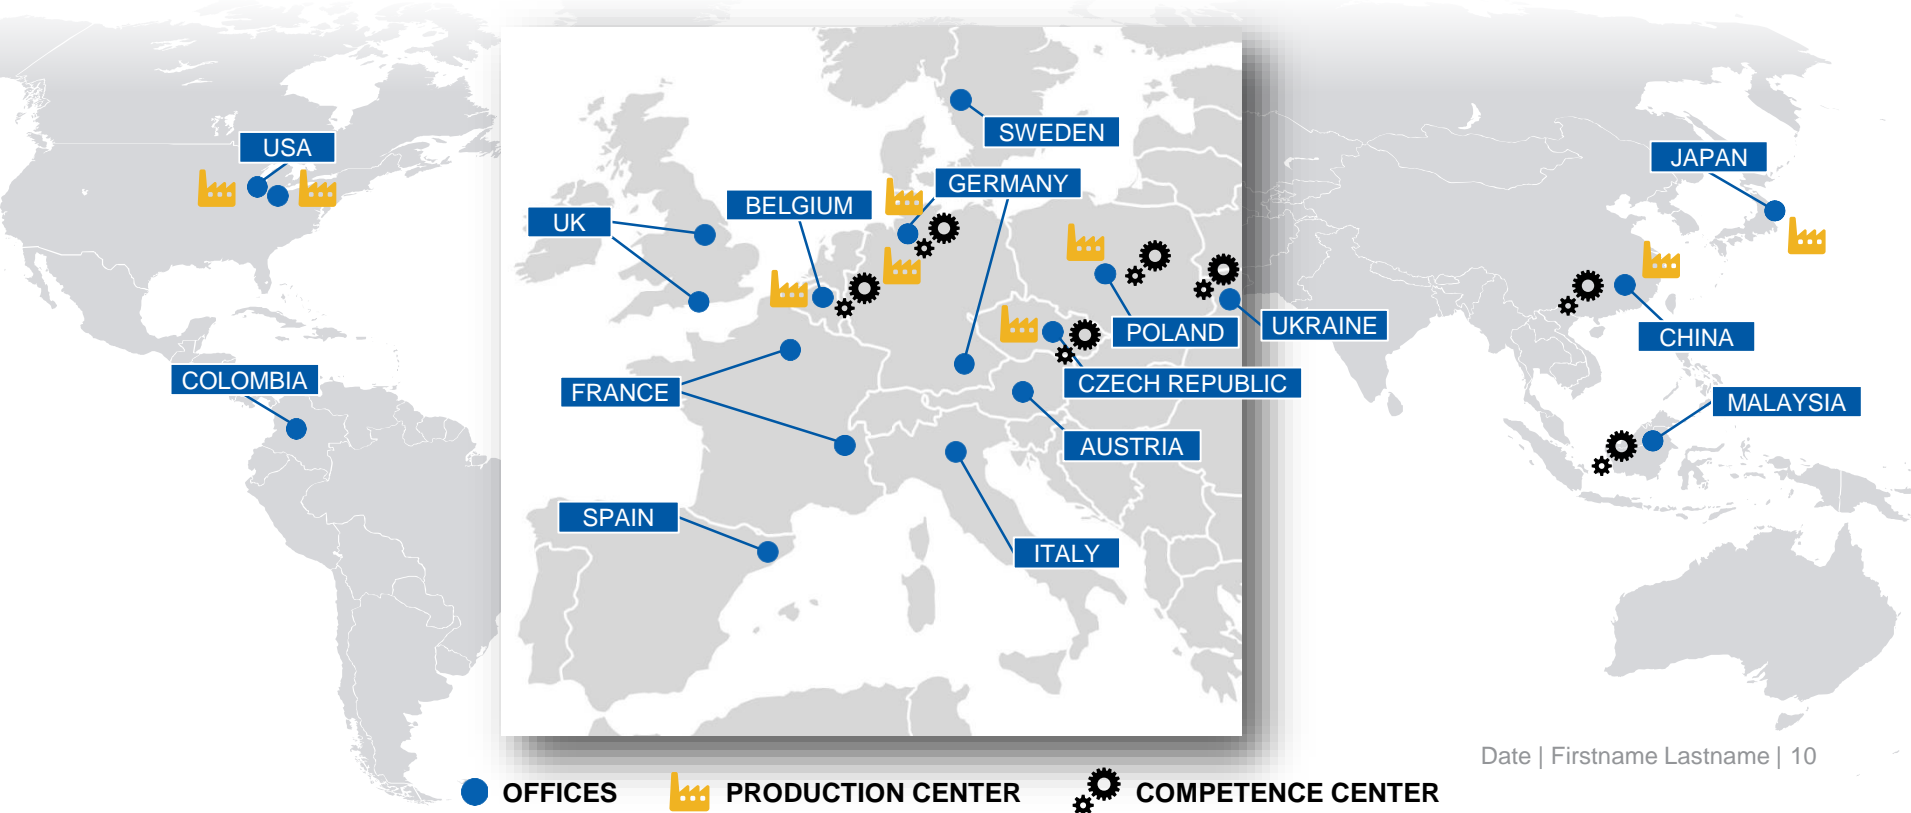 SWEDEN
USA
JAPAN
GERMANY
BELGIUM
UK
UKRAINE
POLAND
CHINA
COLOMBIA
FRANCE
CZECH REPUBLIC
MALAYSIA
AUSTRIA
SPAIN
ITALY
Date | Firstname Lastname | 10
OFFICES
PRODUCTION CENTER
COMPETENCE CENTER